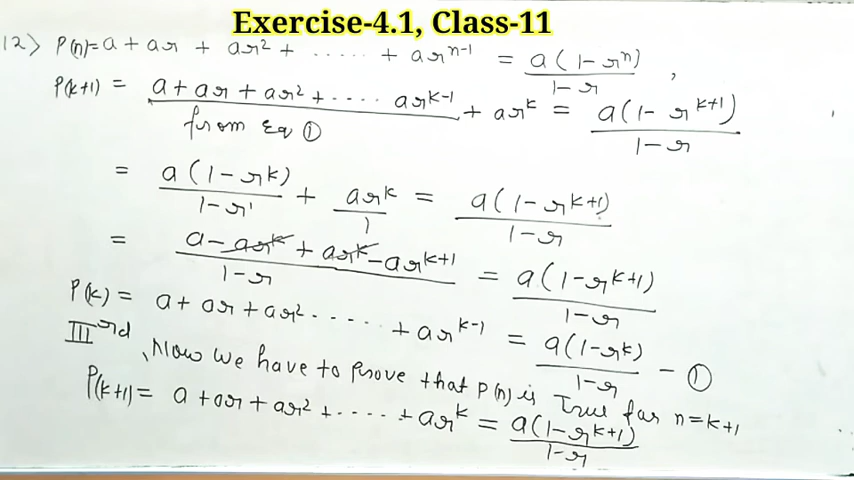 Exercise-4.1, Class-11
12> P(n)= a + ar + ar² + ..... + arⁿ⁻¹ = a(1-rⁿ)/1-r ,
P(k+1) = a + ar + ar² + .... arᵏ⁻¹ + arᵏ = a(1-rᵏ⁺¹)/1-r
from Eq ①
= a(1-rᵏ)/1-r + arᵏ/1 = a(1-rᵏ⁺¹)/1-r
= a-arᵏ+arᵏ-arᵏ⁺¹/1-r = a(1-rᵏ⁺¹)/1-r
P(k) = a + ar + ar² ..... + arᵏ⁻¹ = a(1-rᵏ)/1-r - ①
IIIrd, Now we have to Prove that P(n) is True for n=k+1
P(k+1) = a + ar + ar² + .... + arᵏ = a(1-rᵏ⁺¹)/1-r